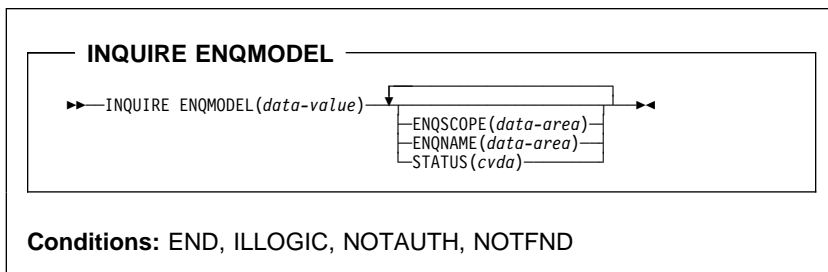 INQUIRE ENQMODEL
INQUIRE ENQMODEL(data-value)
ENQSCOPE(data-area)
ENQNAME(data-area)
STATUS(cvda)
Conditions: END, ILLOGIC, NOTAUTH, NOTFND